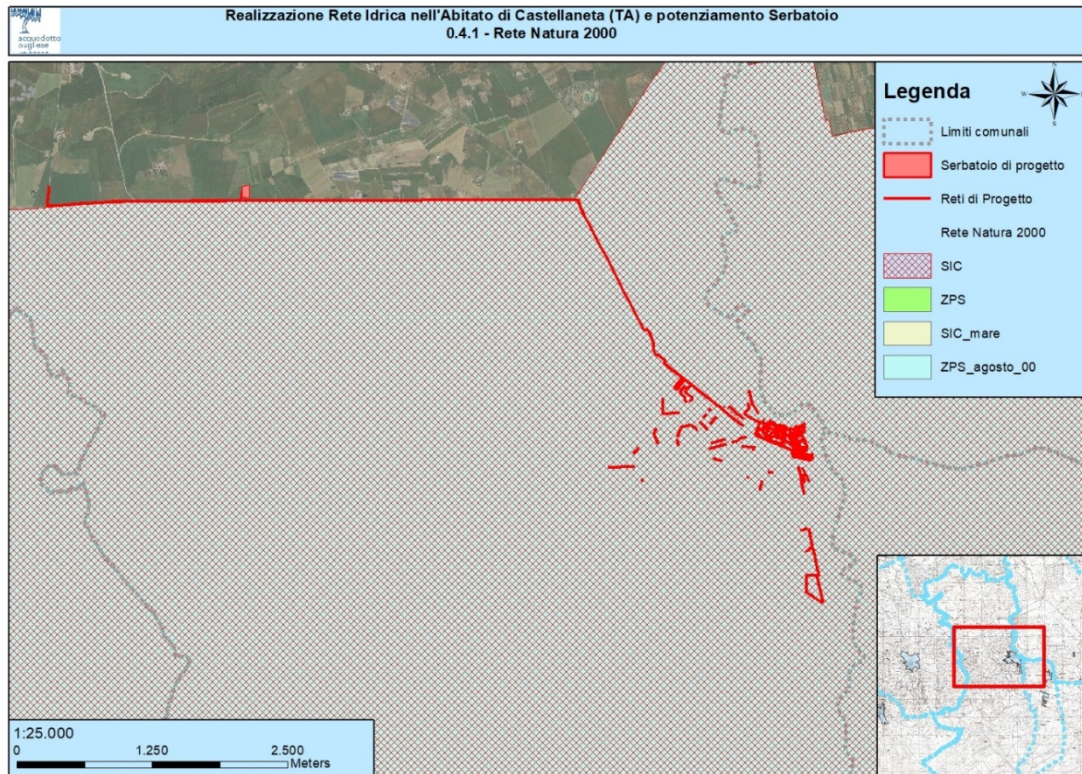 Realizzazione Rete Idrica nell'Abitato di Castellaneta (TA) e potenziamento Serbatoio
0.4.1 - Rete Natura 2000
acquedotto
pugliese
Legenda
Limiti comunali
Serbatoio di progetto
Reti di Progetto
Rete Natura 2000
SIC
ZPS
SIC_mare
ZPS_agosto_00
1:25.000
0 1.250 2.500
Meters